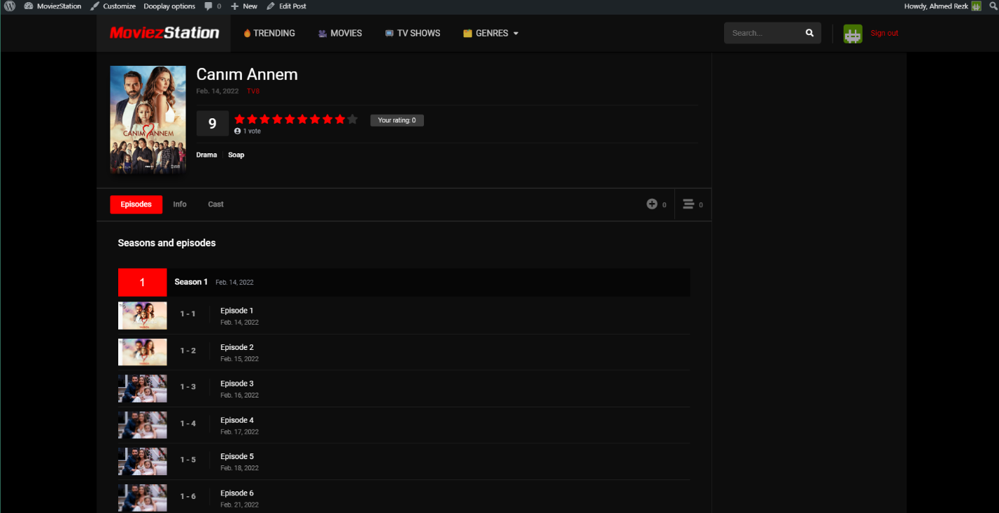 MoviezStation Customize Dooplay options 0 New Edit Post Howdy, Ahmed Rezk
MoviezStation TRENDING MOVIES TV SHOWS GENRES Search... Sign out
Canım Annem
Feb. 14, 2022 TV8
9
Your rating: 0
1 vote
CANIM ANNEM
Drama Soap
Episodes Info Cast 0 0
Seasons and episodes
1 Season 1 Feb. 14, 2022
1 - 1 Episode 1
Feb. 14, 2022
1 - 2 Episode 2
Feb. 15, 2022
1 - 3 Episode 3
Feb. 16, 2022
1 - 4 Episode 4
Feb. 17, 2022
1 - 5 Episode 5
Feb. 18, 2022
1 - 6 Episode 6
Feb. 21, 2022